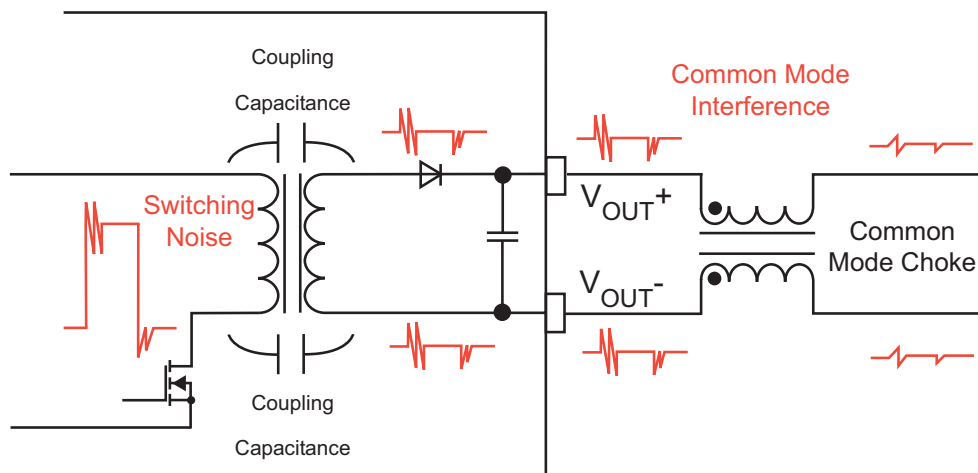 Coupling
Capacitance
Common Mode
Interference
Switching
Noise
VOUT+
VOUT-
Common
Mode Choke
Coupling
Capacitance